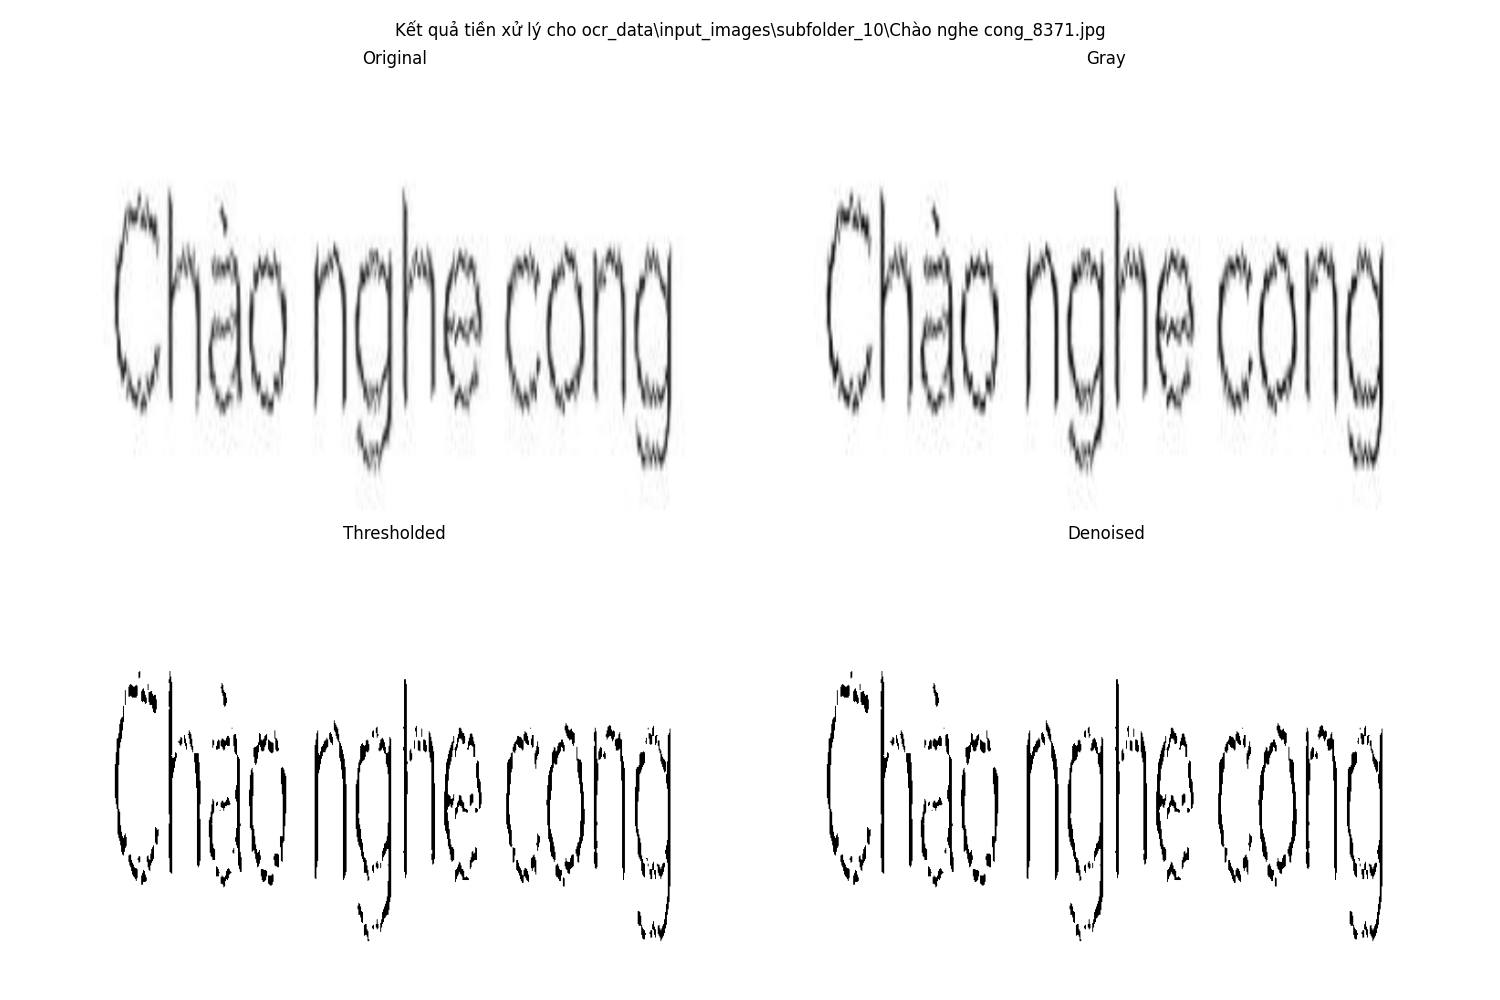 Kết quả tiền xử lý cho ocr_data\input_images\subfolder_10\Chào nghe cong_8371.jpg
Original
Gray
Chào nghe cong
Chào nghe cong
Thresholded
Denoised
Chào nghe cong
Chào nghe cong